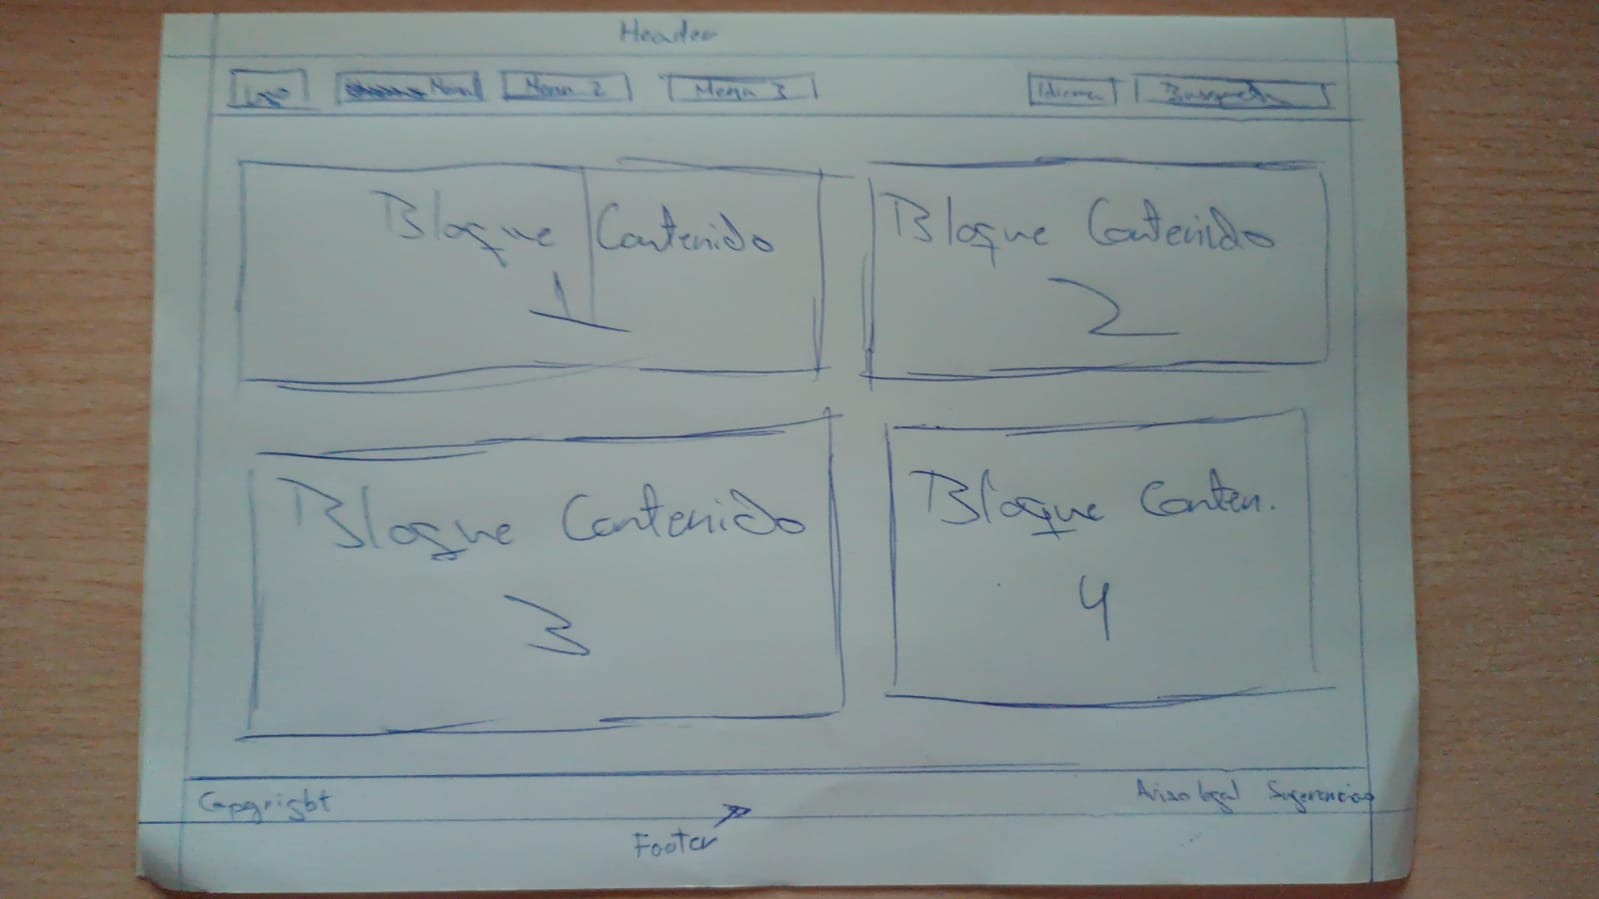 Header
Logo Menu Menu 2 Menu 3 Idioma Busqueda
Bloque Contenido
1
Bloque Contenido
2
Bloque Contenido
3
Bloque Conten.
4
Copyright Aviso legal Sugerencias
Footer